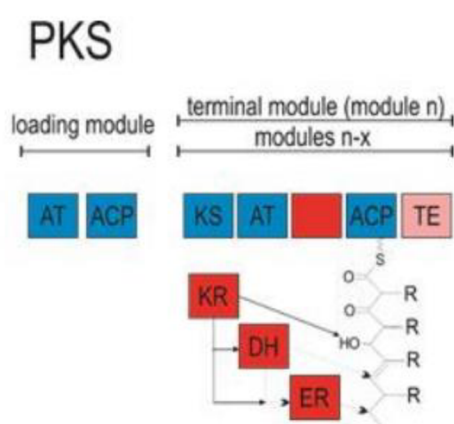 PKS
terminal module (module n)
loading module
modules n-x
AT ACP KS AT ACP TE
S
O
KR
R
O
R
HO
DH
R
ER
R